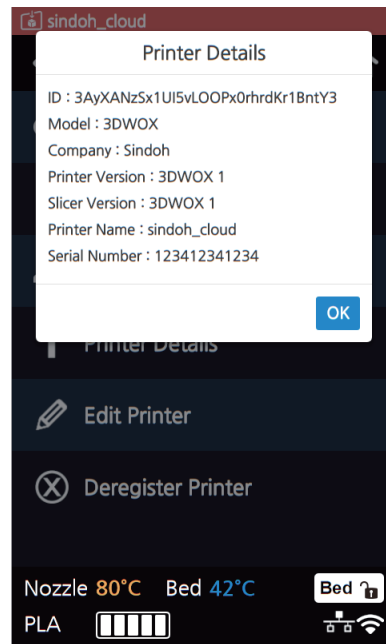 sindoh_cloud
Printer Details
ID : 3AyXANzSx1UI5vLOOPx0rhrdKr1BntY3
Model : 3DWOX
Company : Sindoh
Printer Version : 3DWOX 1
Slicer Version : 3DWOX 1
Printer Name : sindoh_cloud
Serial Number : 123412341234
OK
Printer Details
Edit Printer
Deregister Printer
Nozzle 80°C Bed 42°C Bed
PLA